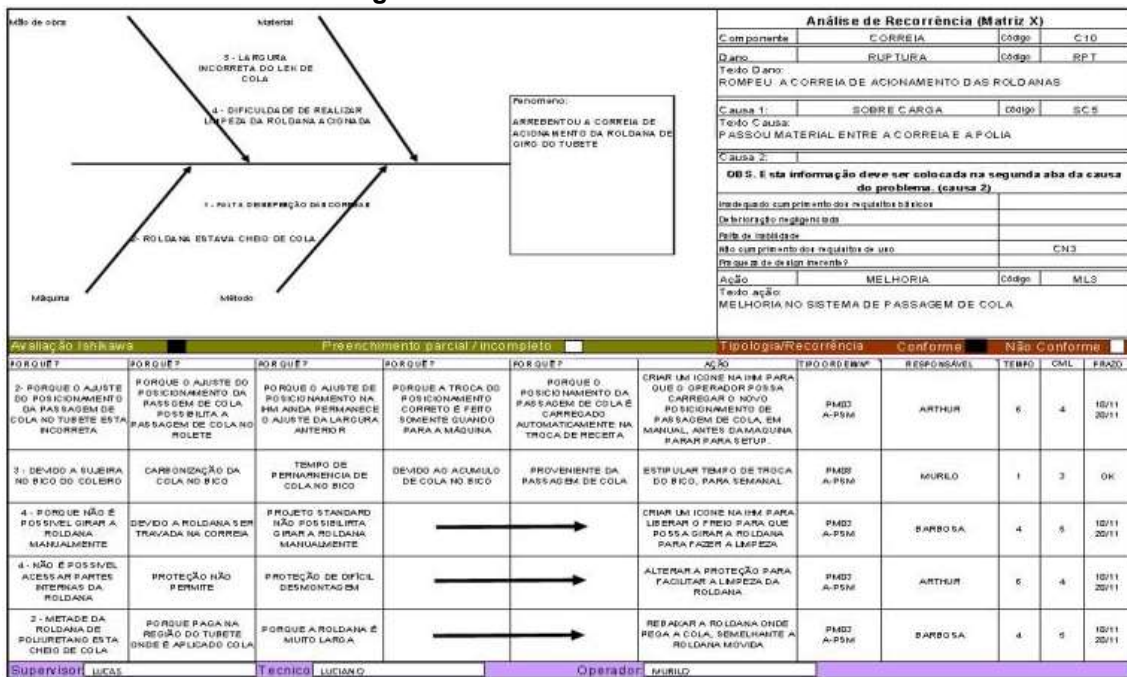 Mão de obra
Material
3 - LARGURA
INCORRETA DO LEK DE
COLA
4 - DIFICULDADE DE REALIZAR
LIMPEZA DA ROLDANA ACIONADA
Fenomeno:
ARREBENTOU A CORREIA DE
ACIONAMENTO DA ROLDANA DE
GIRO DO TUBETE
1 - FALTA DE INSPEÇÃO DAS CORREIAS
2- ROLDANA ESTAVA CHEIO DE COLA.
Máquina
Método
Análise de Recorrência (Matriz X)
Componente CORREIA Código C10
Dano RUPTURA Código RPT
Texto Dano:
ROMPEU A CORREIA DE ACIONAMENTO DAS ROLDANAS
Causa 1: SOBRE CARGA Código SC5
Texto Causa:
PASSOU MATERIAL ENTRE A CORREIA E A POLIA
Causa 2:
OBS. Esta informação deve ser colocada na segunda aba da causa
do problema. (causa 2)
Inadequado cumprimento dos requisitos básicos
Deterioração negligenciada
Falta de habilidade
Não cumprimento dos requisitos de uso CN3
Fraqueza de design inerente?
Ação MELHORIA Código ML3
Texto ação:
MELHORIA NO SISTEMA DE PASSAGEM DE COLA
Avaliação Ishikawa Preenchimento parcial / incompleto Tipologia/Recorrência Conforme Não Conforme
PORQUÊ? PORQUÊ? PORQUÊ? PORQUÊ? PORQUÊ? AÇÃO TIPO ORDEM/Nº RESPONSÁVEL TEMPO CML PRAZO
2- PORQUE O AJUSTE
DO POSICIONAMENTO
DA PASSAGEM DE
COLA NO TUBETE ESTA
INCORRETA
PORQUE O AJUSTE DO
POSICIONAMENTO DA
PASSGEM DE COLA
POSSIBILITA A
PASSAGEM DE COLA NO
ROLETE
PORQUE O AJUSTE DE
POSICIONAMENTO NA
IHM AINDA PERMANECE
O AJUSTE DA LARGURA
ANTERIOR
PORQUE A TROCA DO
POSICIONAMENTO
CORRETO É FEITO
SOMENTE QUANDO
PARA A MÁQUINA
PORQUE O
POSICIONAMENTO DA
PASSAGEM DE COLA É
CARREGADO
AUTOMATICAMENTE NA
TROCA DE RECEITA
CRIAR UM ICONE NA IHM PARA
QUE O OPERADOR POSSA
CARREGAR O NOVO
POSICIONAMENTO DE
PASSAGEM DE COLA, EM
MANUAL, ANTES DA MAQUINA
PARAR PARA SETUP.
PM03
A-PSM
ARTHUR
6
4
10/11
20/11
3 - DEVIDO A SUJEIRA
NO BICO DO COLEIRO
CARBONIZAÇÃO DA
COLA NO BICO
TEMPO DE
PERNARNENCIA DE
COLA NO BICO
DEVIDO AO ACUMULO
DE COLA NO BICO
PROVENIENTE DA
PASSAGEM DE COLA
ESTIPULAR TEMPO DE TROCA
DO BICO, PARA SEMANAL
A-PSM
MURILO
1
3
OK
4 - PORQUE NÃO É
POSSIVEL GIRAR A
ROLDANA
MANUALMENTE
DEVIDO A ROLDANA SER
TRAVADA NA CORREIA
PROJETO STANDARD
NÃO POSSIBILIRTA
GIRAR A ROLDANA
MANUALMENTE
CRIAR UM ICONE NA IHM PARA
LIBERAR O FREIO PARA QUE
POSSA GIRAR A ROLDANA
PARA FAZER A LIMPEZA
PM03
A-PSM
BARBOSA
4
5
10/11
20/11
4 - NÃO É POSSIVEL
ACESSAR PARTES
INTERNAS DA
ROLDANA
PROTEÇÃO NÃO
PERMITE
PROTEÇÃO DE DIFÍCIL
DESMONTAGEM
ALTERAR A PROTEÇÃO PARA
FACILITAR A LIMPEZA DA
ROLDANA
PM03
A-PSM
ARTHUR
6
4
10/11
20/11
2 - METADE DA
ROLDANA DE
POLIURETANO ESTA
CHEIO DE COLA
PORQUE PAGA NA
REGIÃO DO TUBETE
ONDE É APLICADO COLA
PORQUE A ROLDANA É
MUITO LARGA
REBAIXAR A ROLDANA ONDE
PEGA A COLA, SEMELHANTE A
ROLDANA MOVIDA
PM03
A-PSM
BARBOSA
4
5
10/11
20/11
Supervisor LUCAS Tecnico LUCIANO Operador MURILO